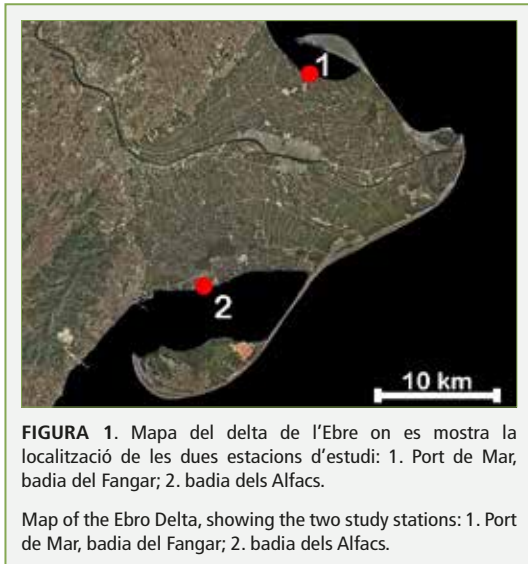 1
2
10 km
FIGURA 1. Mapa del delta de l'Ebre on es mostra la
localització de les dues estacions d'estudi: 1. Port de Mar,
badia del Fangar; 2. badia dels Alfacs.
Map of the Ebro Delta, showing the two study stations: 1. Port
de Mar, badia del Fangar; 2. badia dels Alfacs.